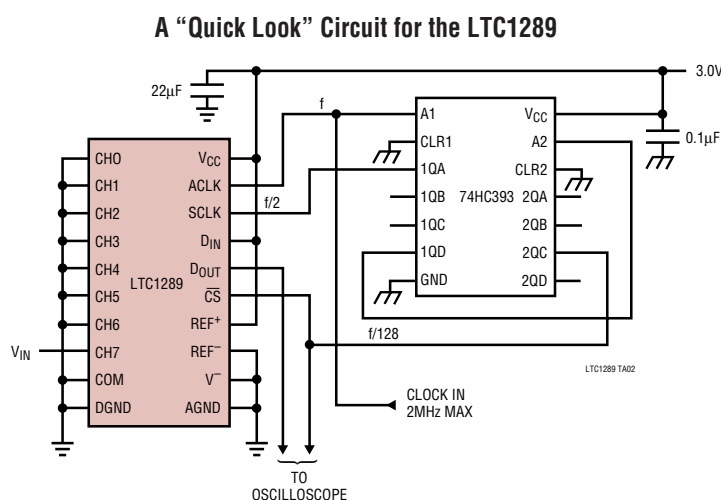 A “Quick Look” Circuit for the LTC1289
3.0V
22µF
f
A1
VCC
0.1µF
CLR1
A2
CHO
VCC
1QA
CLR2
CH1
ACLK
f/2
1QB
74HC393
2QA
CH2
SCLK
1QC
2QB
CH3
DIN
1QD
2QC
CH4
DOUT
GND
2QD
LTC1289
CH5
CS
CH6
REF+
f/128
VIN
CH7
REF–
LTC1289 TA02
COM
V–
CLOCK IN
2MHz MAX
DGND
AGND
TO
OSCILLOSCOPE